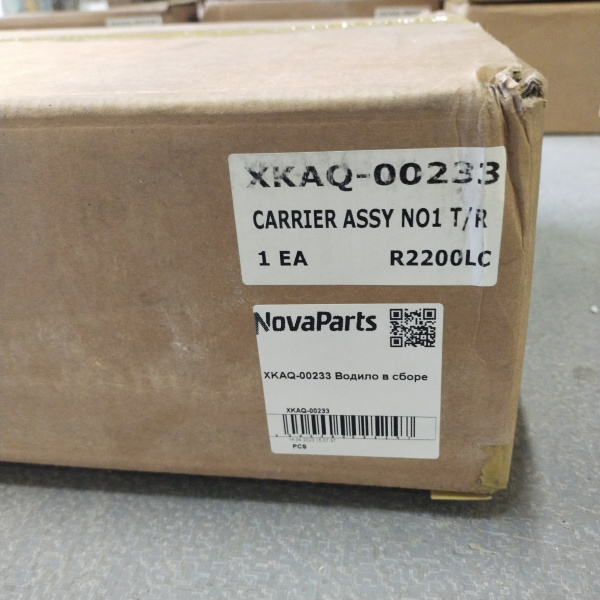 XKAQ-00233
CARRIER ASSY NO1 T/R
1 EA R2200LC
NovaParts
XKAQ-00233 Водило в сборе
XKAQ-00233
PCS